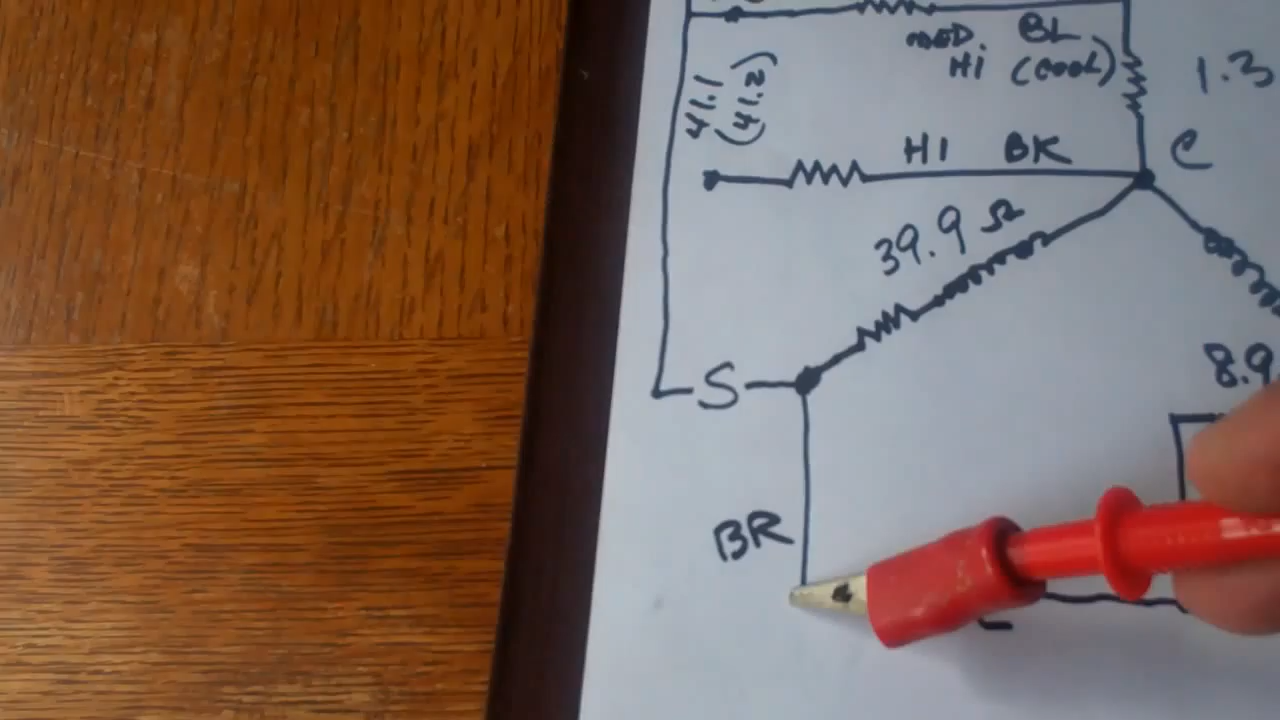 MED. BL
Hi (COOL)
1.3
41.1
(41.2)
HI BK
C
39.9 Ω
8.9
S
BR